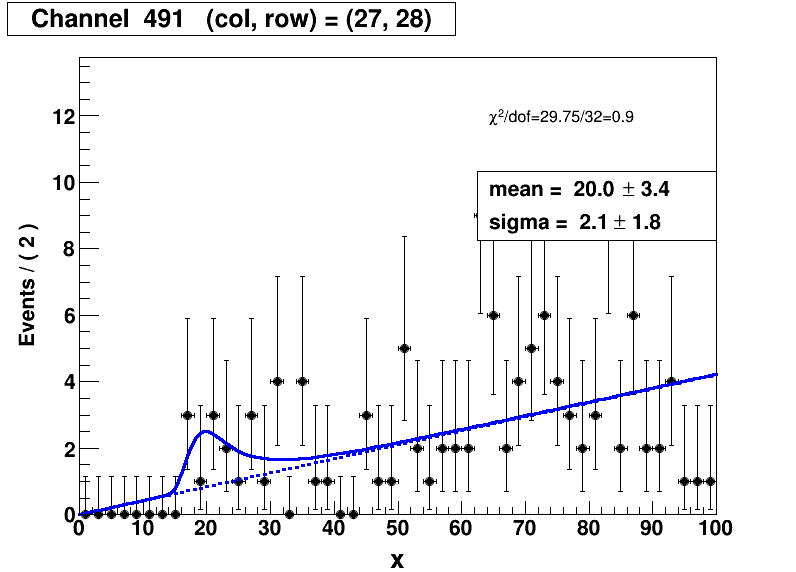 Channel 491 (col, row) = (27, 28)
χ²/dof=29.75/32=0.9
mean = 20.0 ± 3.4
sigma = 2.1 ± 1.8
Events / ( 2 )
12
10
8
6
4
2
0
0 10 20 30 40 50 60 70 80 90 100
x